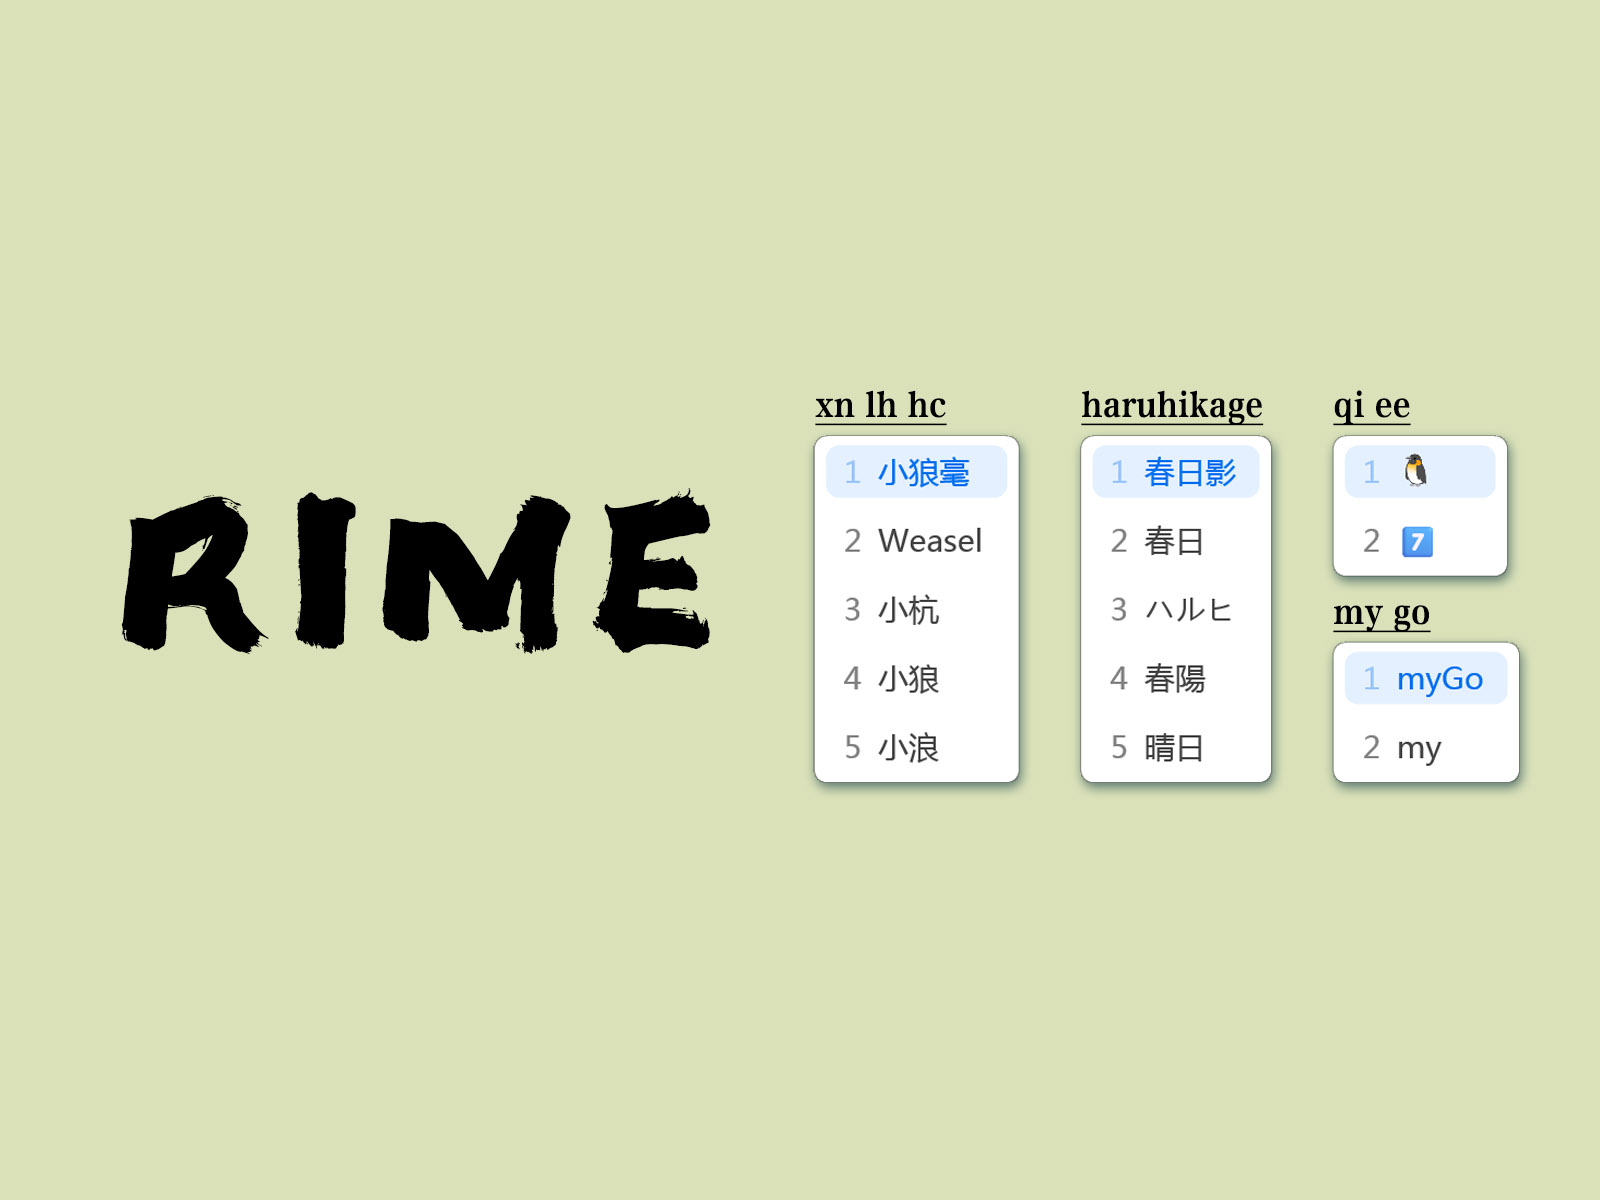 RIME
xn lh hc
1 小狼毫
2 Weasel
3 小杭
4 小狼
5 小浪
haruhikage
1 春日影
2 春日
3 ハルヒ
4 春陽
5 晴日
qi ee
1 🐧
2 7️⃣
my go
1 myGo
2 my